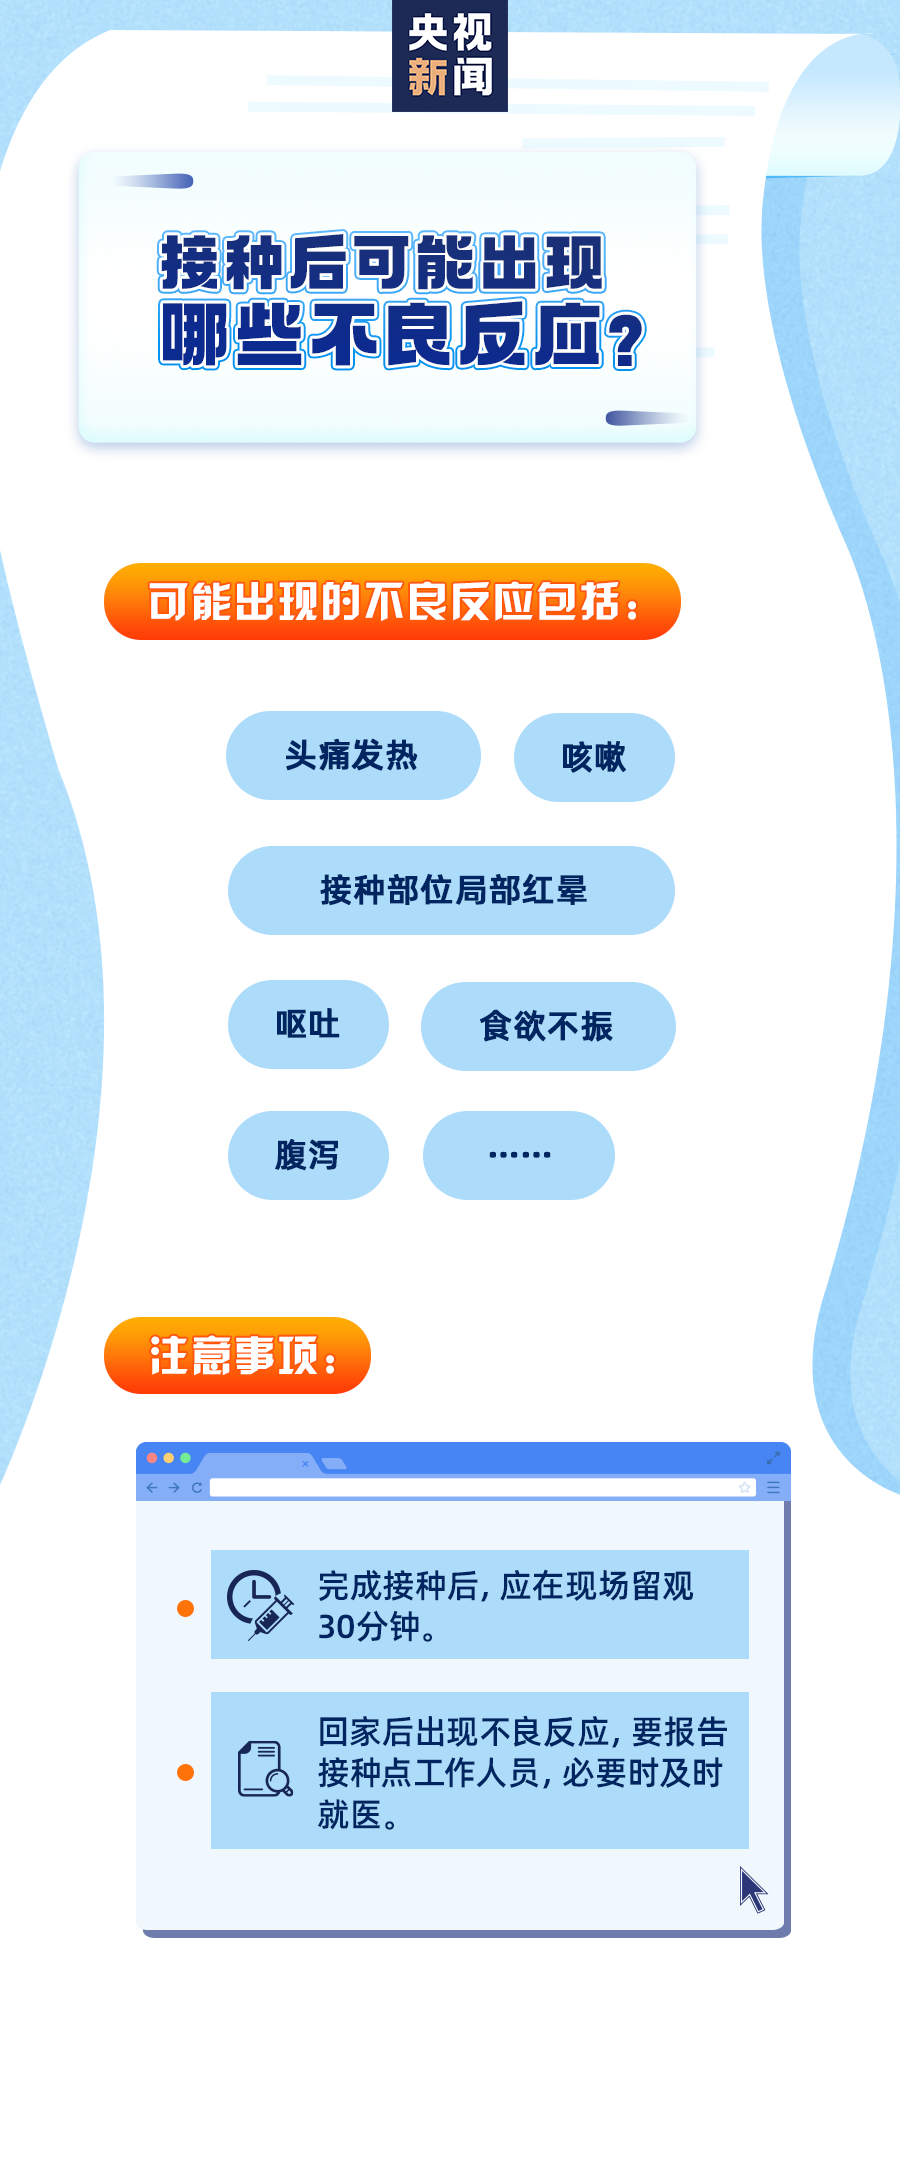 央视
新闻
接种后可能出现
哪些不良反应?
可能出现的不良反应包括:
头痛发热
咳嗽
接种部位局部红晕
呕吐
食欲不振
腹泻
……
注意事项:
完成接种后, 应在现场留观
30分钟。
回家后出现不良反应, 要报告
接种点工作人员, 必要时及时
就医。